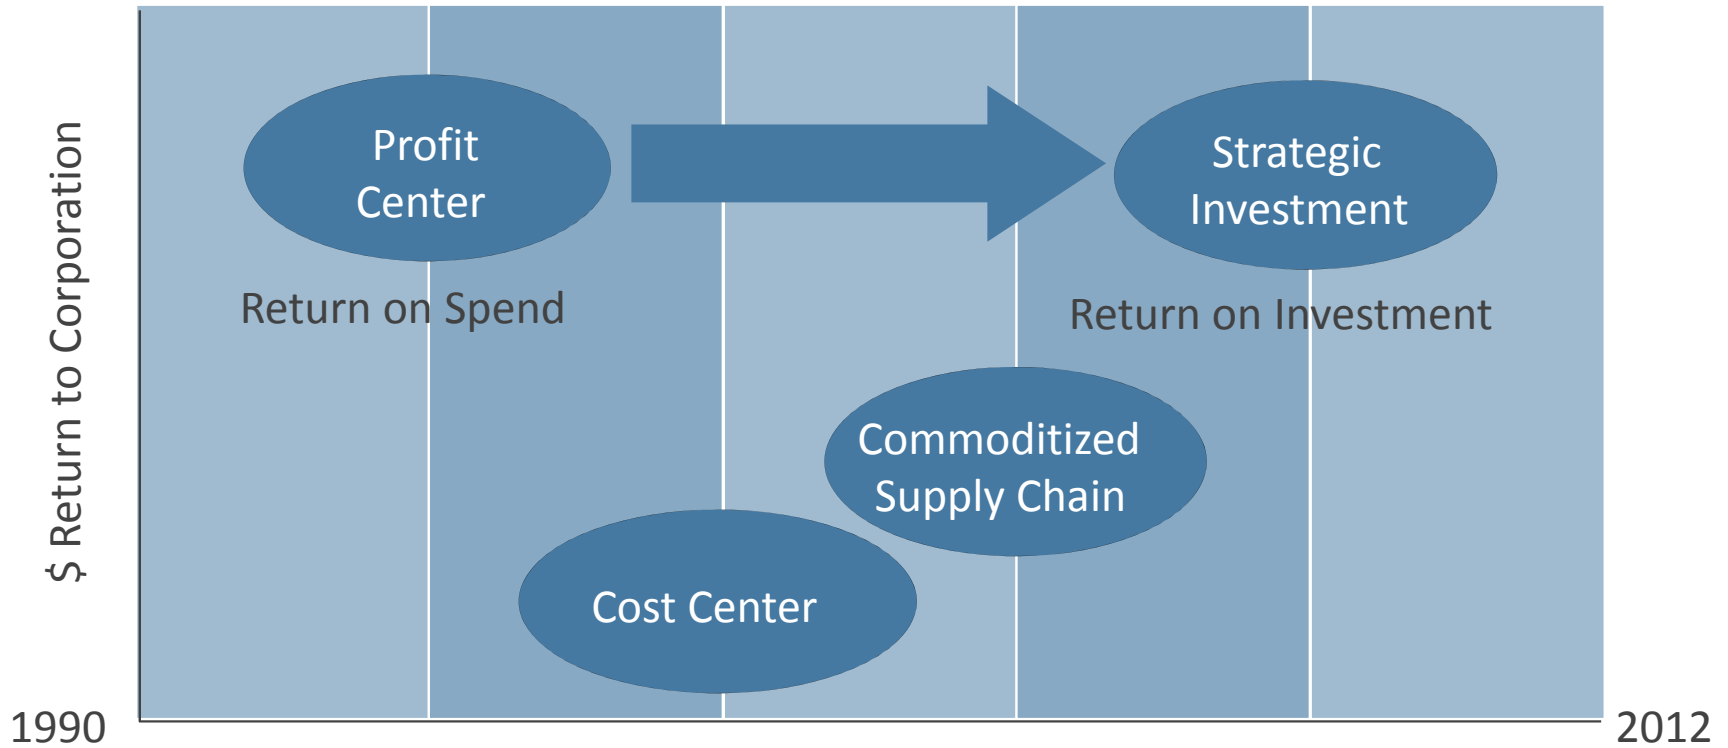 $ Return to Corporation
Profit
Center
Strategic
Investment
Return on Spend
Return on Investment
Commoditized
Supply Chain
Cost Center
1990
2012